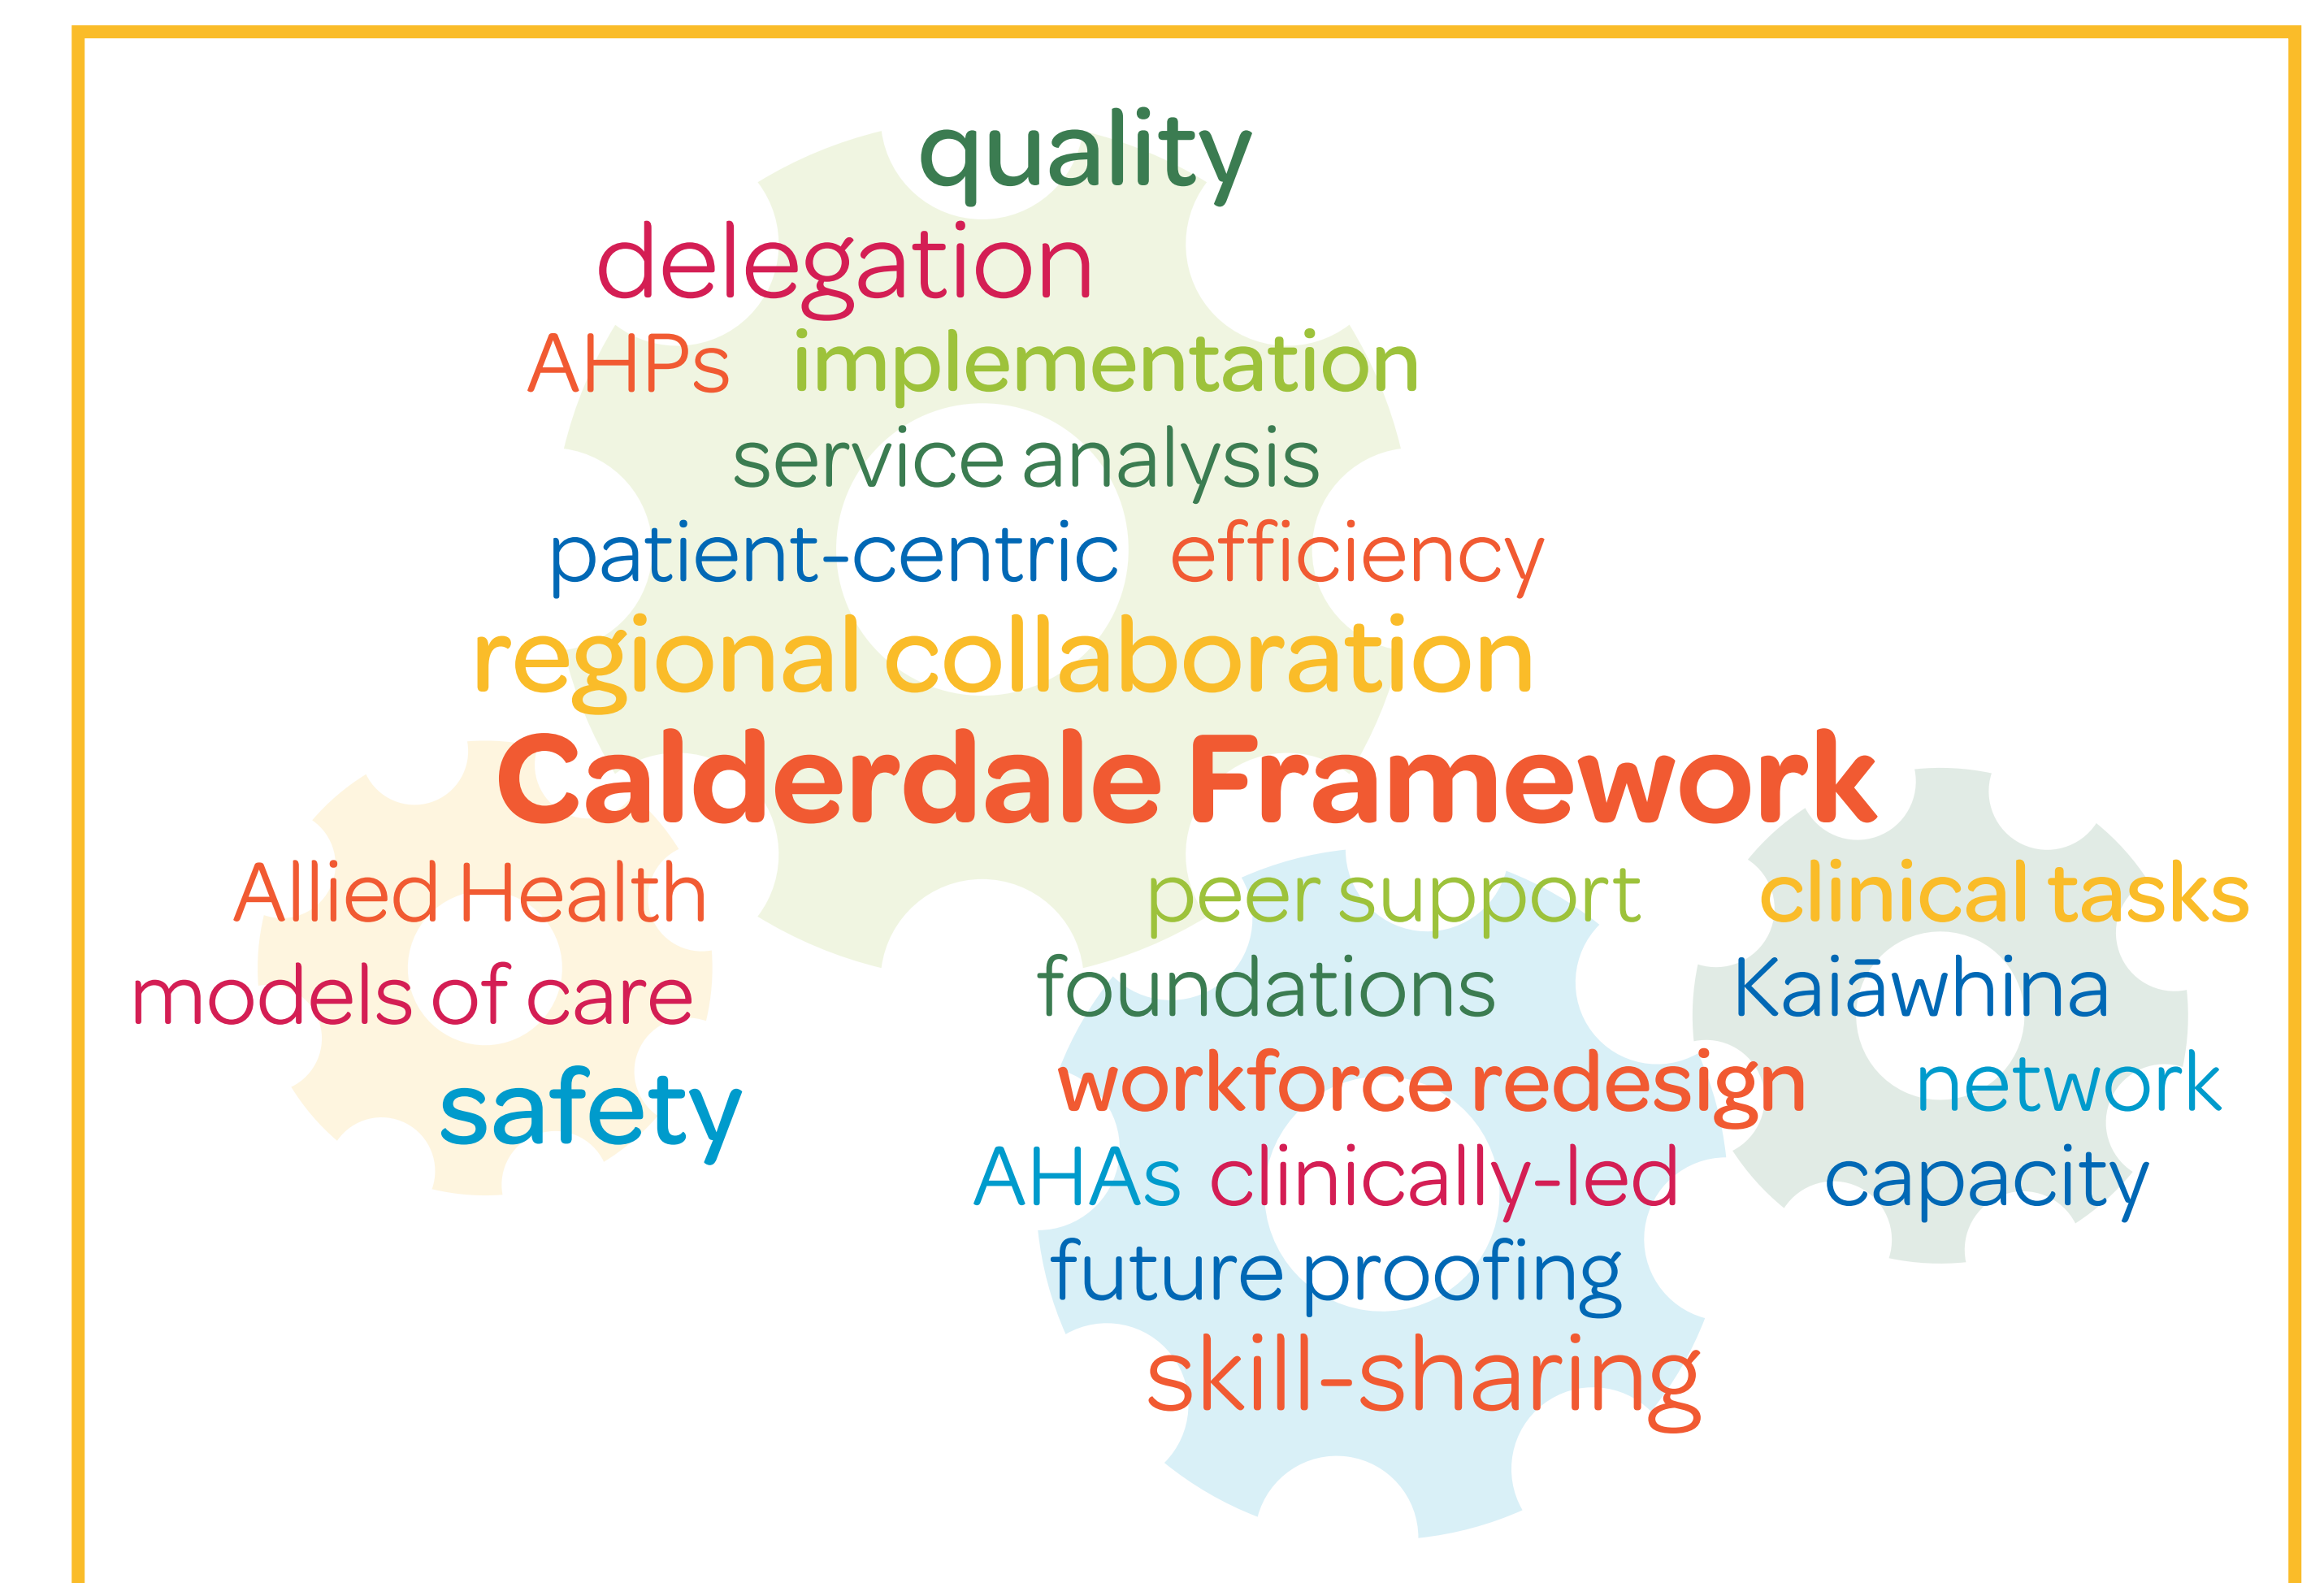 quality
delegation
AHPs implementation
service analysis
patient-centric efficiency
regional collaboration
Calderdale Framework
Allied Health peer support clinical tasks
models of care foundations Kaiāwhina
safety workforce redesign network
AHAs clinically-led capacity
future proofing
skill-sharing